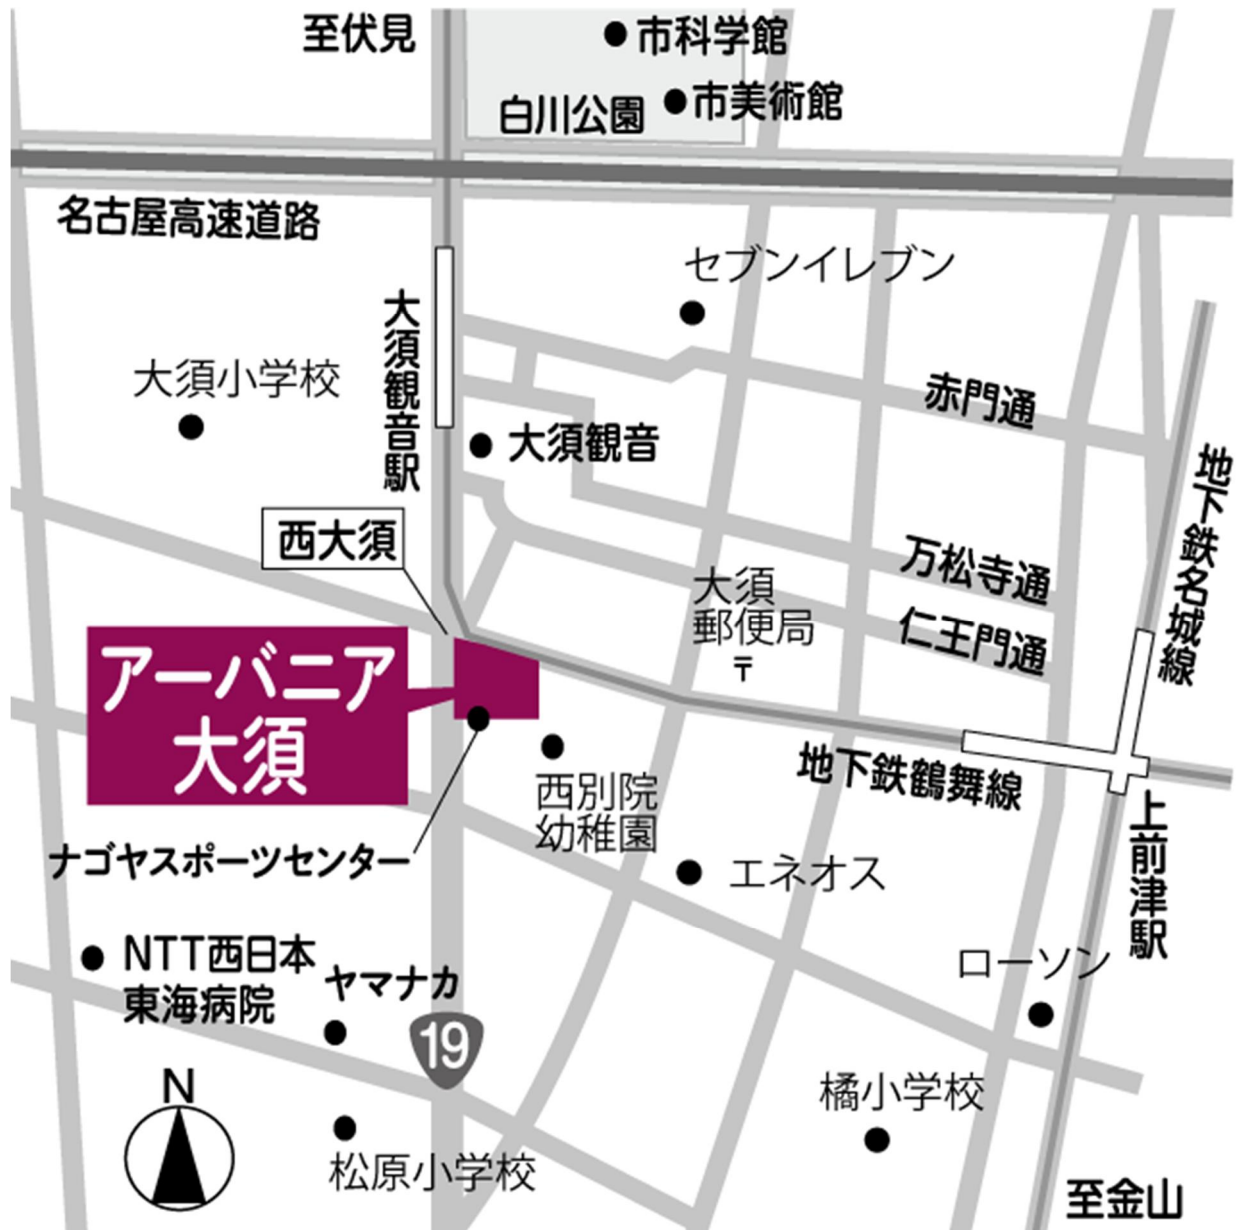 至伏見
市科学館
市美術館
白川公園
名古屋高速道路
セブンイレブン
大須観音駅
大須小学校
赤門通
大須観音
地下鉄名城線
西大須
万松寺通
大須
郵便局
〒
仁王門通
アーバニア
大須
地下鉄鶴舞線
西別院
幼稚園
上前津駅
ナゴヤスポーツセンター
エネオス
NTT西日本
東海病院
ヤマナカ
ローソン
19
橘小学校
N
松原小学校
至金山